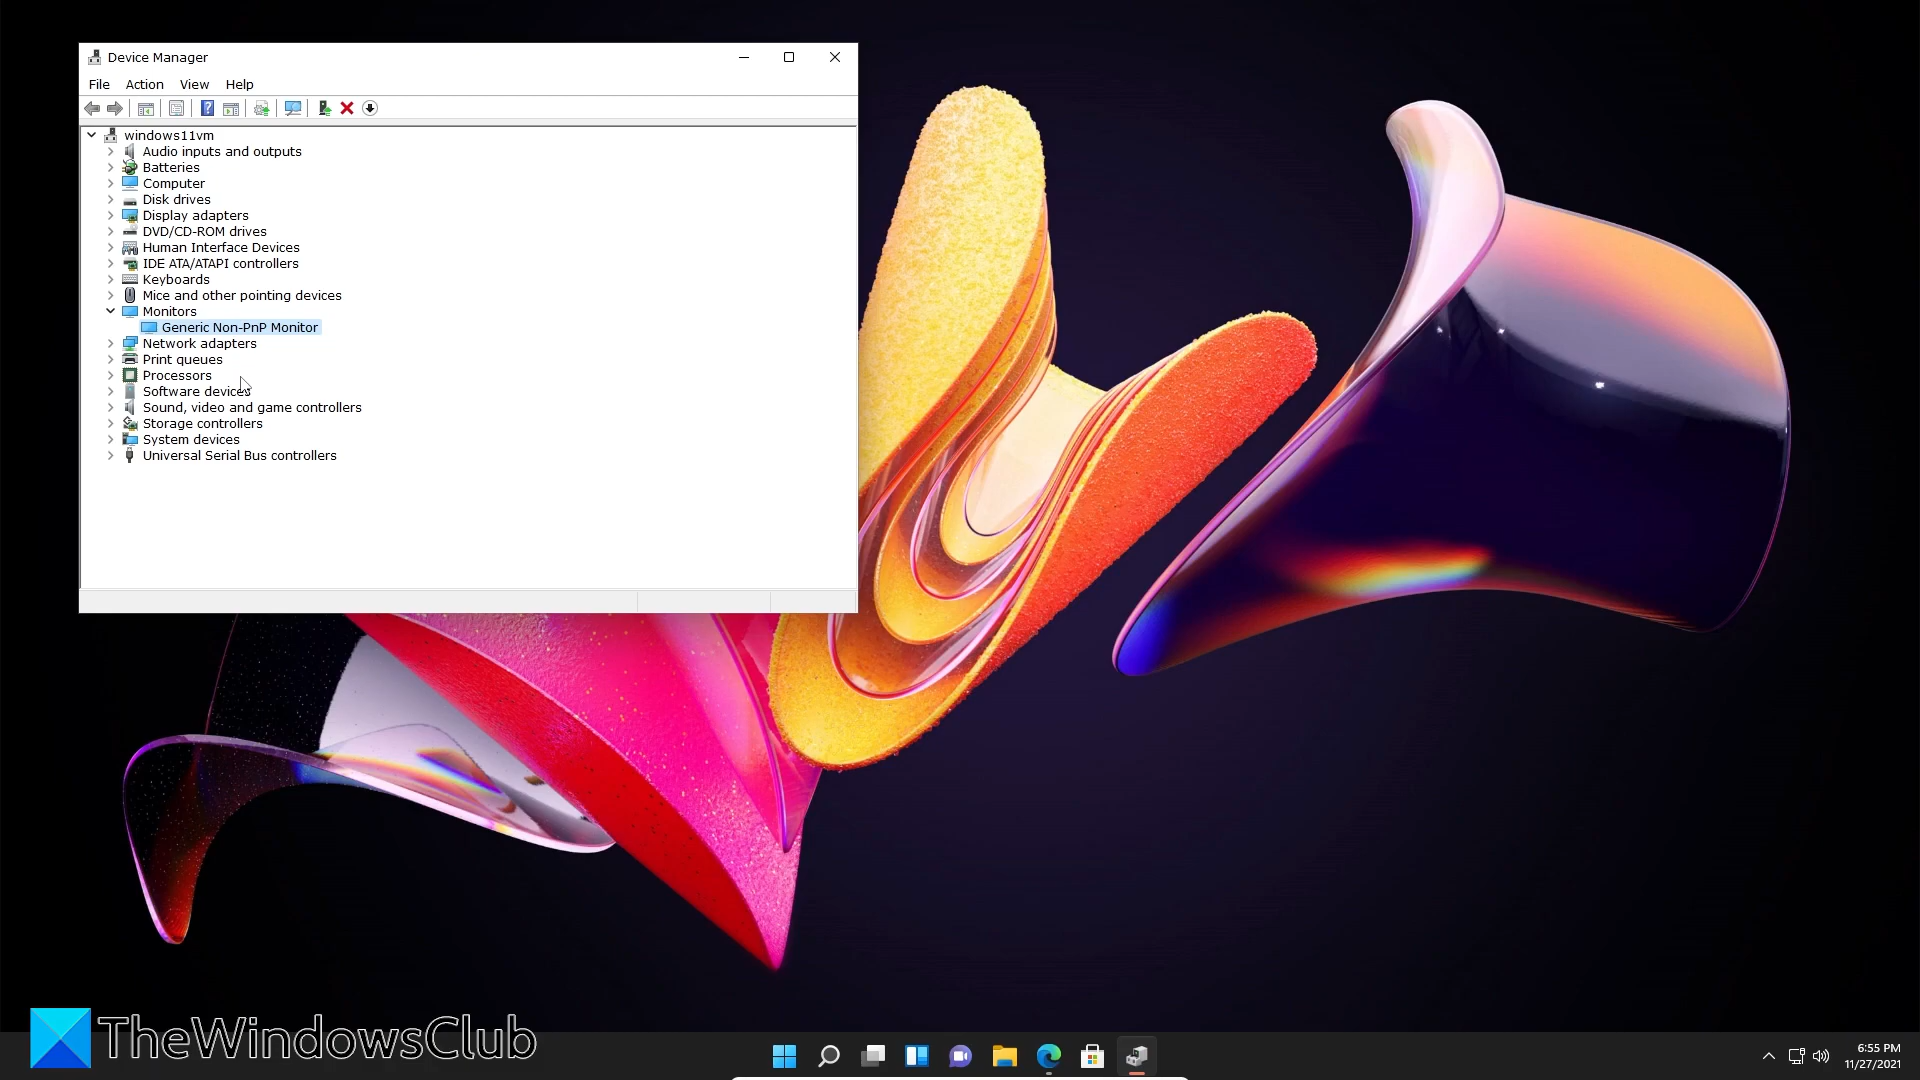 Device Manager
File Action View Help
windows11vm
Audio inputs and outputs
Batteries
Computer
Disk drives
Display adapters
DVD/CD-ROM drives
Human Interface Devices
IDE ATA/ATAPI controllers
Keyboards
Mice and other pointing devices
Monitors
Generic Non-PnP Monitor
Network adapters
Print queues
Processors
Software devices
Sound, video and game controllers
Storage controllers
System devices
Universal Serial Bus controllers
TheWindowsClub
6:55 PM
11/27/2021